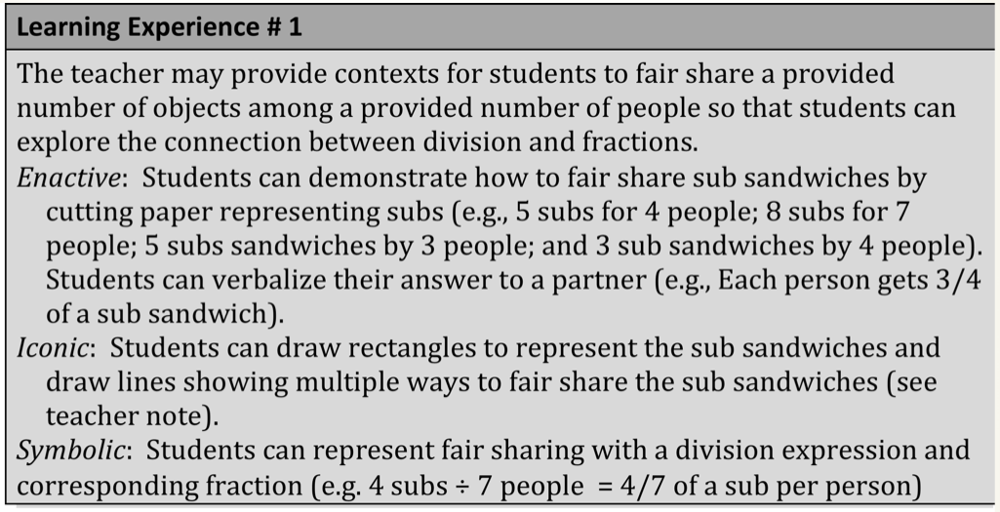 Learning Experience # 1
The teacher may provide contexts for students to fair share a provided
number of objects among a provided number of people so that students can
explore the connection between division and fractions.
Enactive:  Students can demonstrate how to fair share sub sandwiches by
cutting paper representing subs (e.g., 5 subs for 4 people; 8 subs for 7
people; 5 subs sandwiches by 3 people; and 3 sub sandwiches by 4 people).
Students can verbalize their answer to a partner (e.g., Each person gets 3/4
of a sub sandwich).
Iconic:  Students can draw rectangles to represent the sub sandwiches and
draw lines showing multiple ways to fair share the sub sandwiches (see
teacher note).
Symbolic:  Students can represent fair sharing with a division expression and
corresponding fraction (e.g. 4 subs ÷ 7 people  = 4/7 of a sub per person)